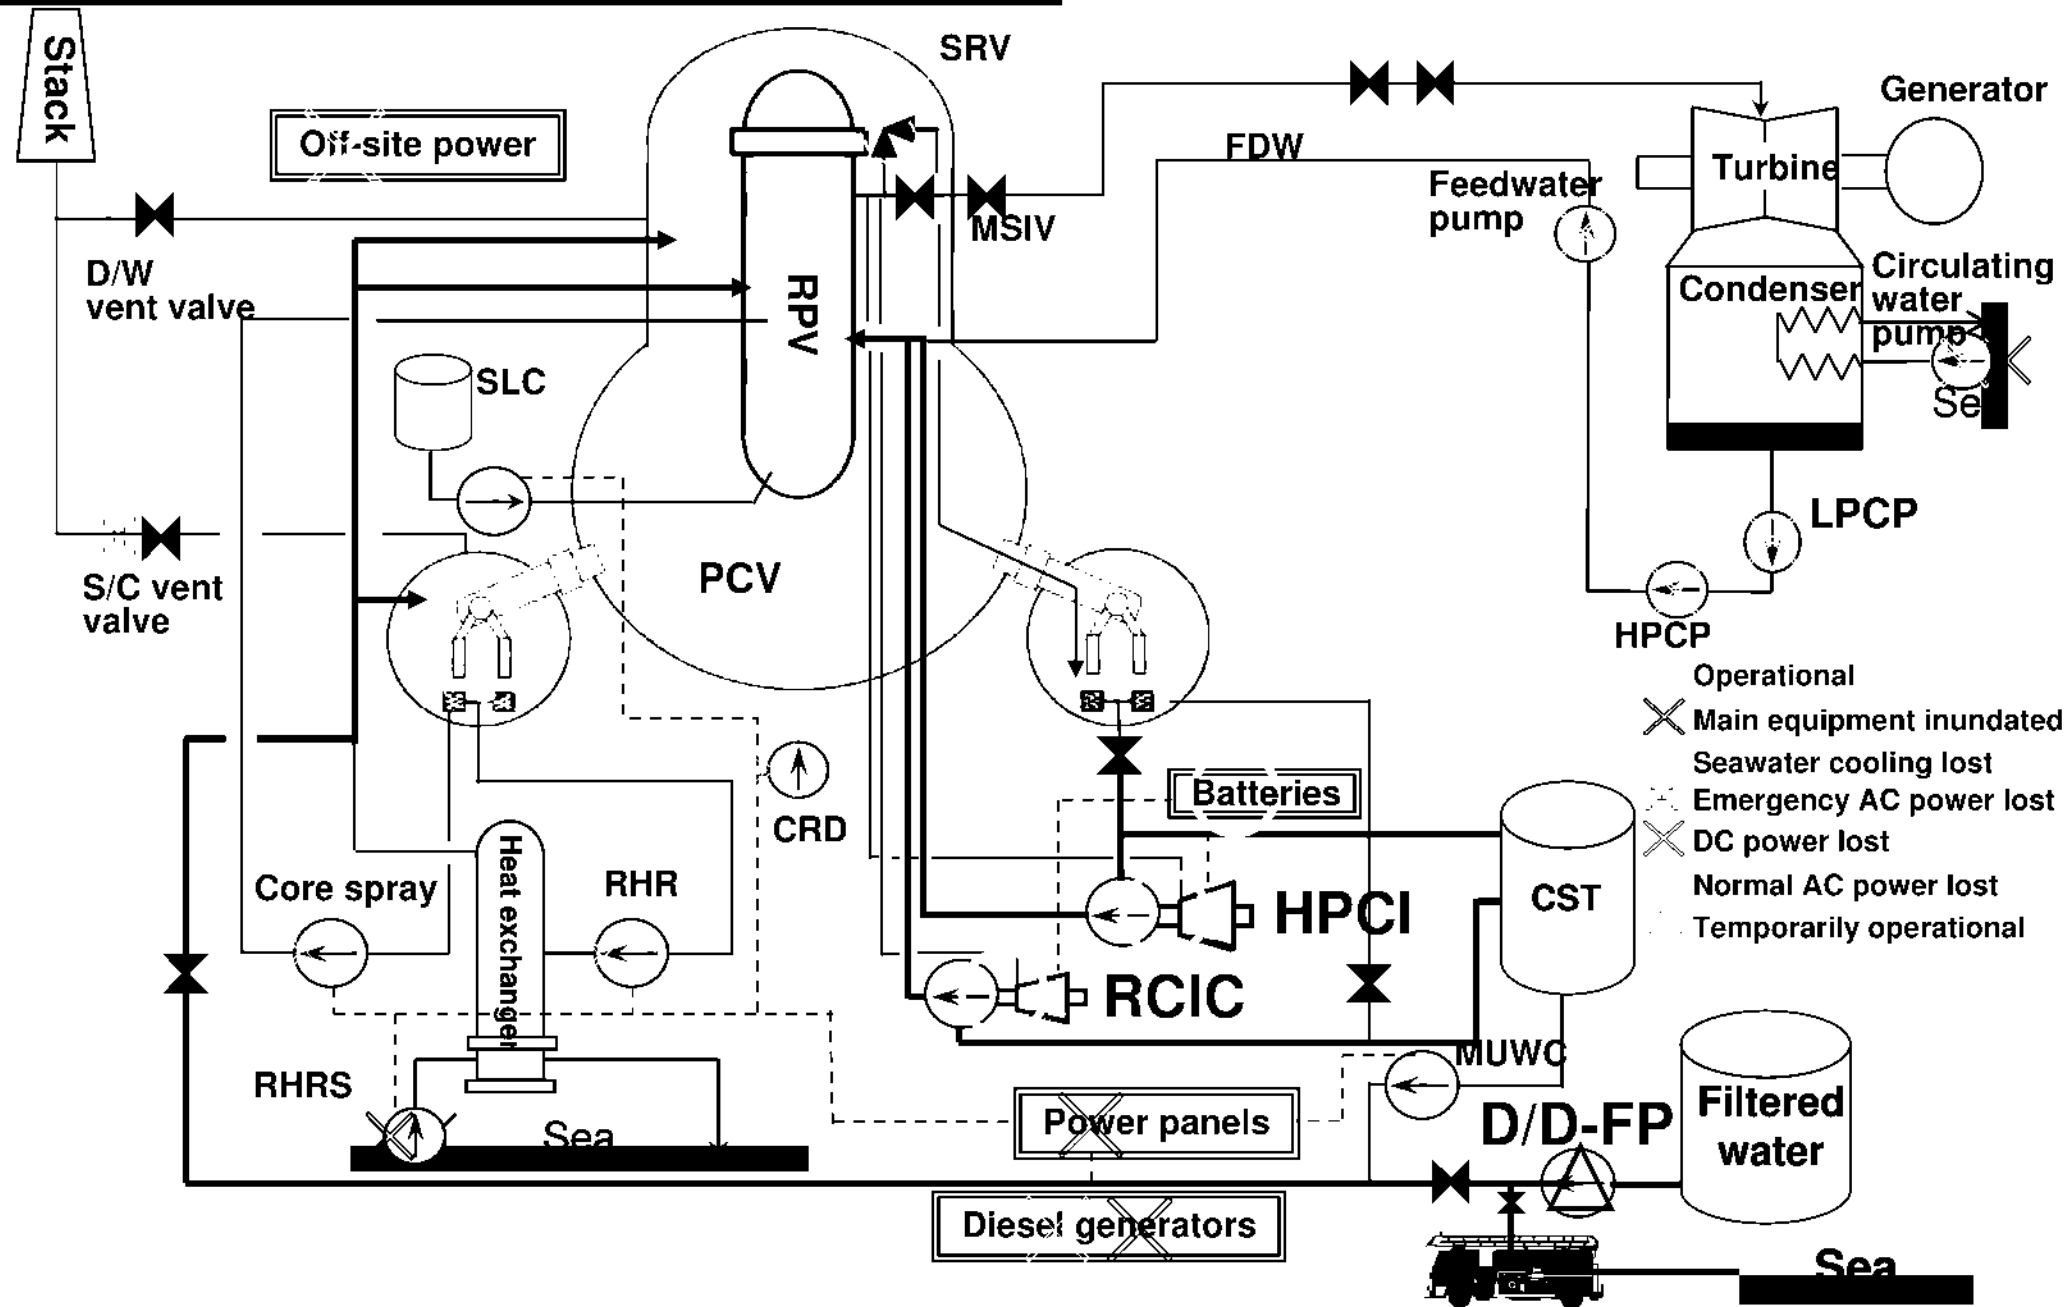 Stack
SRV
Off-site power
Generator
FDW
Feedwater
pump
Turbine
MSIV
D/W
vent valve
RPV
Circulating
water
pump
Condenser
SLC
Se
LPCP
PCV
S/C vent
valve
HPCP
Operational
Main equipment inundated
Seawater cooling lost
Emergency AC power lost
DC power lost
Normal AC power lost
Temporarily operational
Batteries
CRD
Heat exchanger
Core spray
RHR
CST
HPCI
RCIC
MUWC
RHRS
Sea
Power panels
D/D-FP
Filtered
water
Diesel generators
Sea